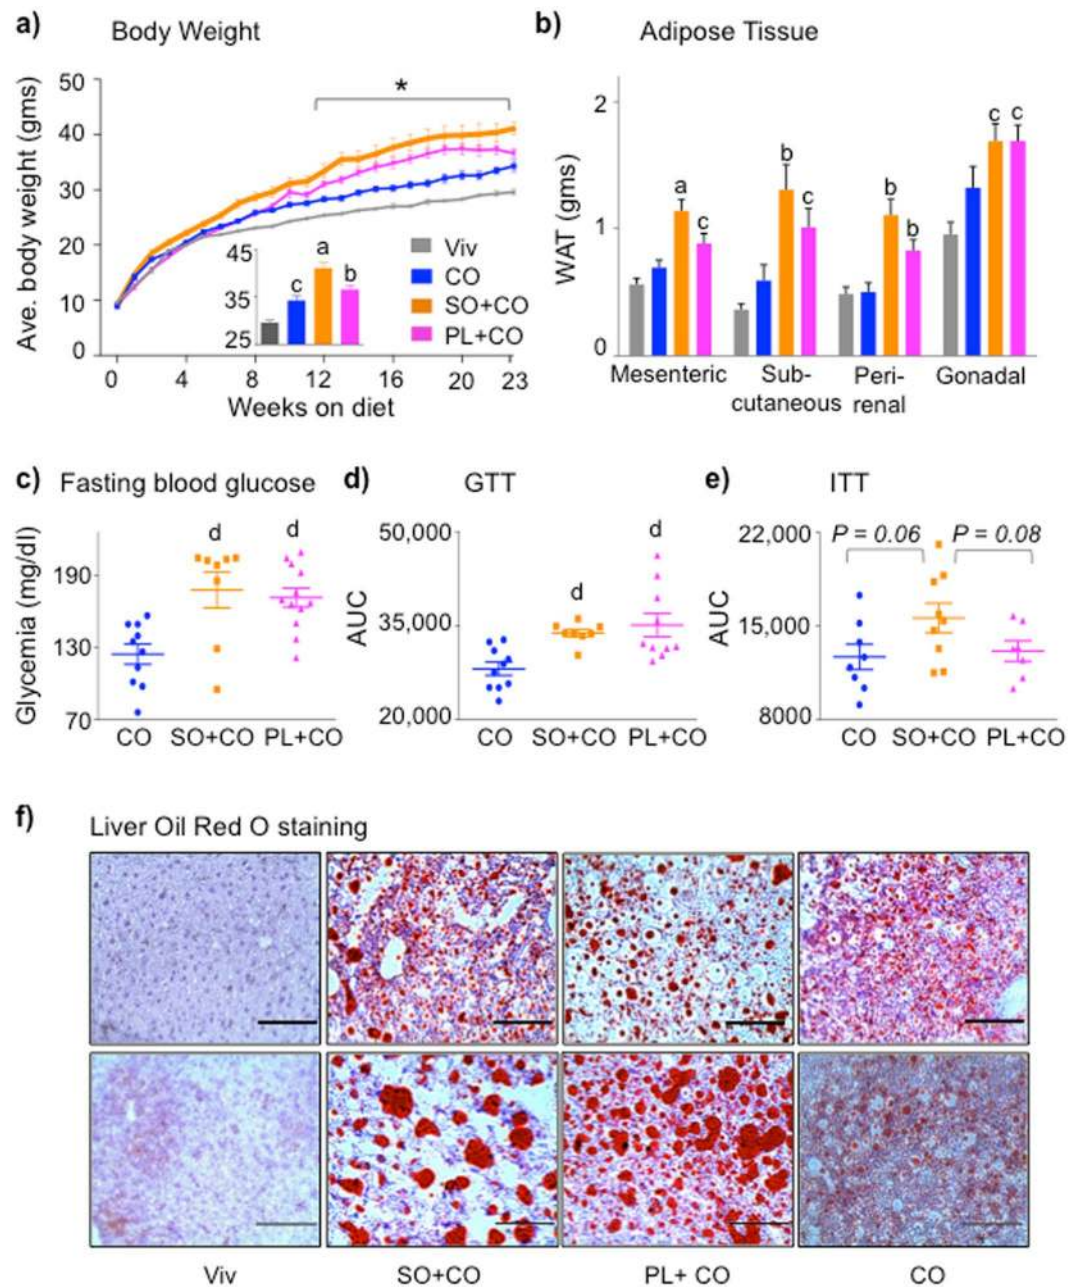 a) Body Weight
b) Adipose Tissue
Ave. body weight (gms)
50
40
30
20
10
0
*
45
35
25
c
a
b
Viv
CO
SO+CO
PL+CO
0 4 8 12 16 20 23
Weeks on diet
WAT (gms)
2
1
0
a
c
b
c
b
b
c c
Mesenteric
Sub-
cutaneous
Peri-
renal
Gonadal
c) Fasting blood glucose
d) GTT
e) ITT
Glycemia (mg/dl)
190
130
70
d
d
CO SO+CO PL+CO
AUC
50,000
35,000
20,000
d
d
CO SO+CO PL+CO
AUC
22,000
15,000
8000
P = 0.06 P = 0.08
CO SO+CO PL+CO
f) Liver Oil Red O staining
Viv SO+CO PL+ CO CO